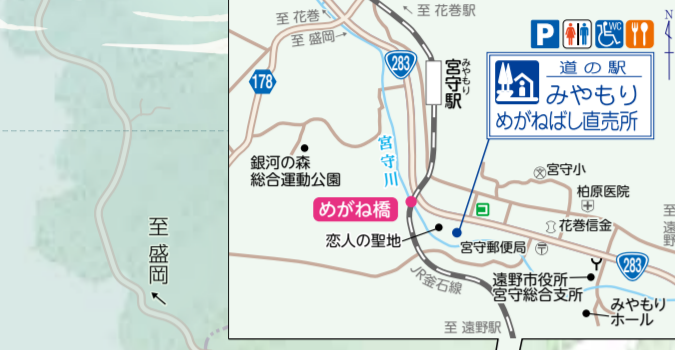 至 花巻
至 盛岡
至 花巻駅
283
178
みやもり
宮守駅
N
P
WC
道の駅
みやもり
めがねばし直売所
銀河の森
総合運動公園
宮守川
宮守小
柏原医院
めがね橋
花巻信金
至 遠野
恋人の聖地
宮守郵便局
283
JR釜石線
遠野市役所
宮守総合支所
みやもり
ホール
至 遠野駅
至 盛岡